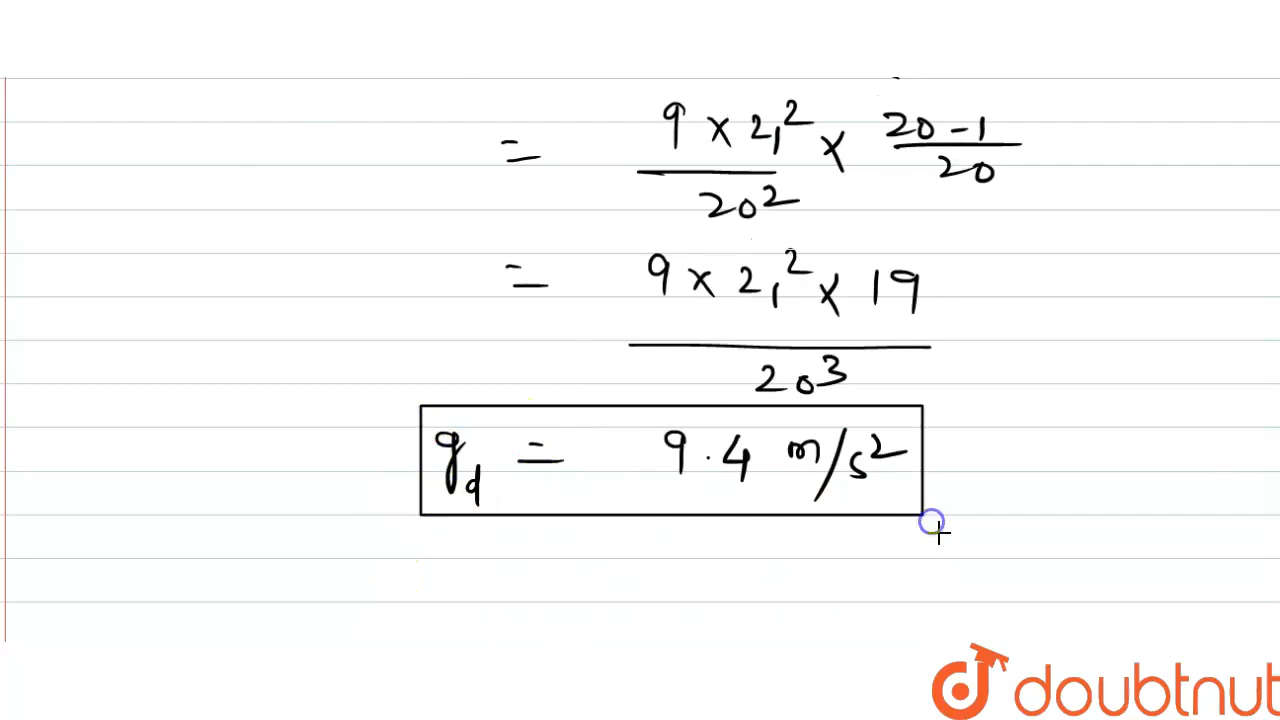 = 9 × 21² / 20² × 20 - 1 / 20
= 9 × 21² × 19 / 20³
g_d = 9.4 m/s²
doubtnut